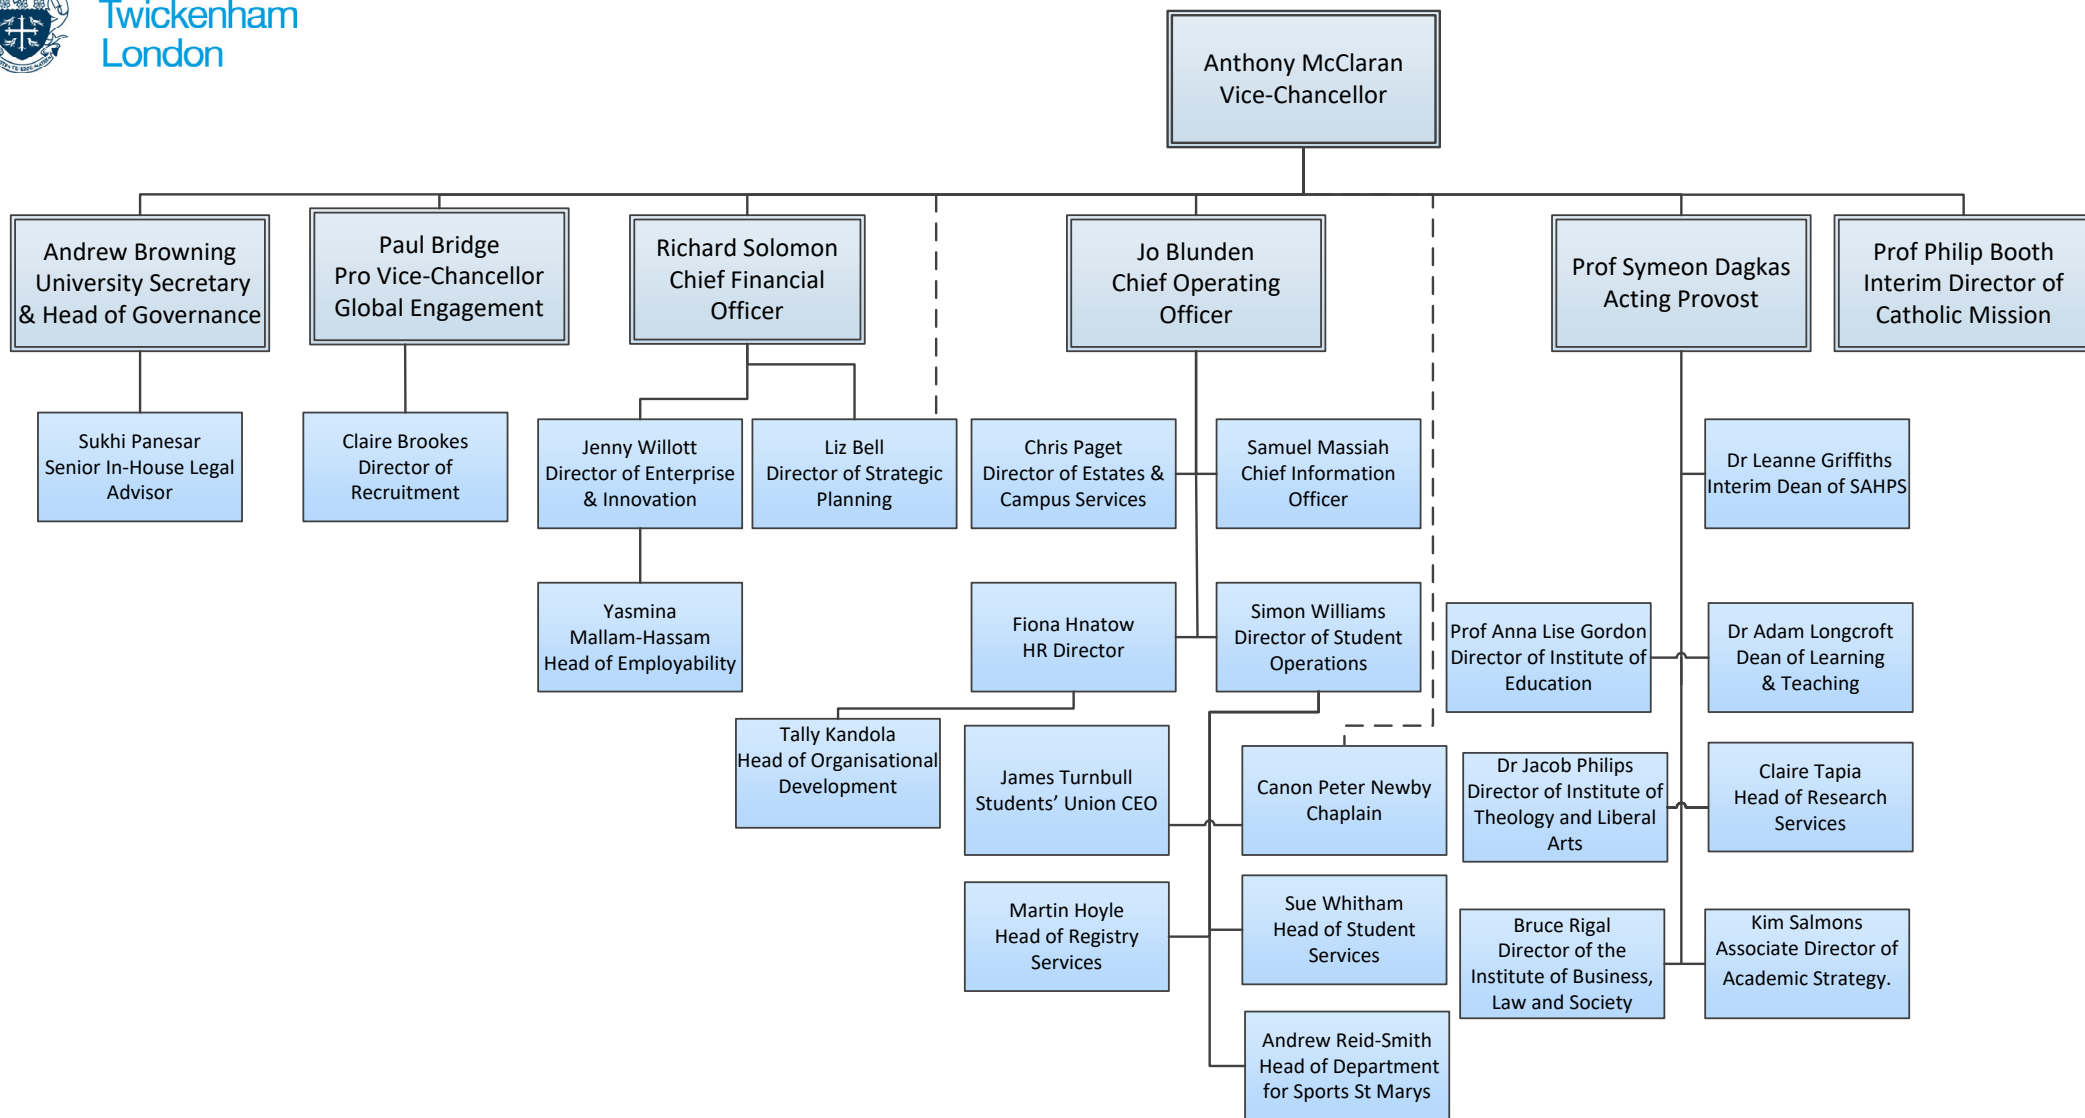 Twickenham
London
Anthony McClaran
Vice-Chancellor
Andrew Browning
University Secretary
& Head of Governance
Paul Bridge
Pro Vice-Chancellor
Global Engagement
Richard Solomon
Chief Financial
Officer
Jo Blunden
Chief Operating
Officer
Prof Symeon Dagkas
Acting Provost
Prof Philip Booth
Interim Director of
Catholic Mission
Sukhi Panesar
Senior In-House Legal
Advisor
Claire Brookes
Director of
Recruitment
Jenny Willott
Director of Enterprise
& Innovation
Liz Bell
Director of Strategic
Planning
Chris Paget
Director of Estates &
Campus Services
Samuel Massiah
Chief Information
Officer
Dr Leanne Griffiths
Interim Dean of SAHPS
Yasmina
Mallam-Hassam
Head of Employability
Fiona Hnatow
HR Director
Simon Williams
Director of Student
Operations
Prof Anna Lise Gordon
Director of Institute of
Education
Dr Adam Longcroft
Dean of Learning
& Teaching
Tally Kandola
Head of Organisational
Development
James Turnbull
Students’ Union CEO
Canon Peter Newby
Chaplain
Dr Jacob Philips
Director of Institute of
Theology and Liberal
Arts
Claire Tapia
Head of Research
Services
Martin Hoyle
Head of Registry
Services
Sue Whitham
Head of Student
Services
Bruce Rigal
Director of the
Institute of Business,
Law and Society
Kim Salmons
Associate Director of
Academic Strategy.
Andrew Reid-Smith
Head of Department
for Sports St Marys